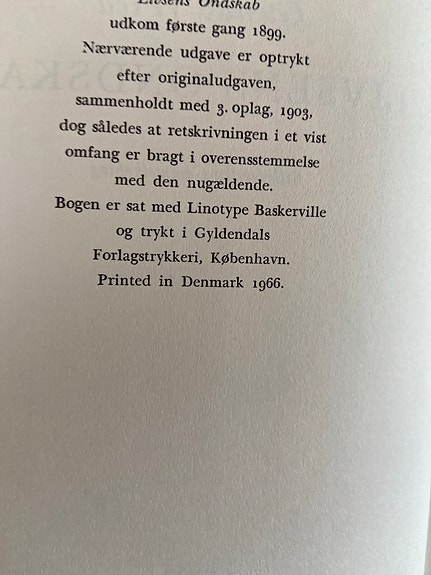 Livsens Ondskab
udkom første gang 1899.
Nærværende udgave er optrykt
efter originaludgaven,
sammenholdt med 3. oplag, 1903,
dog således at retskrivningen i et vist
omfang er bragt i overensstemmelse
med den nugældende.
Bogen er sat med Linotype Baskerville
og trykt i Gyldendals
Forlagstrykkeri, København.
Printed in Denmark 1966.